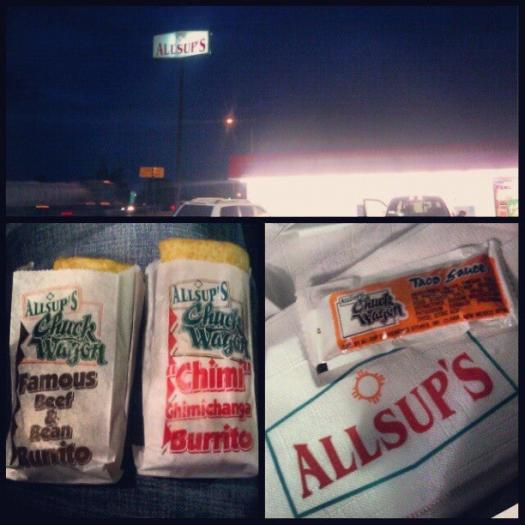 ALLSUP'S
ALLSUP'S
Chuck
Wagon
Famous
Beef
&
Bean
Burrito
ALLSUP'S
Chuck
Wagon
"Chimi"
Chimichanga
Burrito
ALLSUP'S
Chuck
Wagon
TACO SAUCE
ALLSUP'S